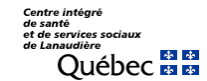 Centre intégré
de santé
et de services sociaux
de Lanaudière
Québec